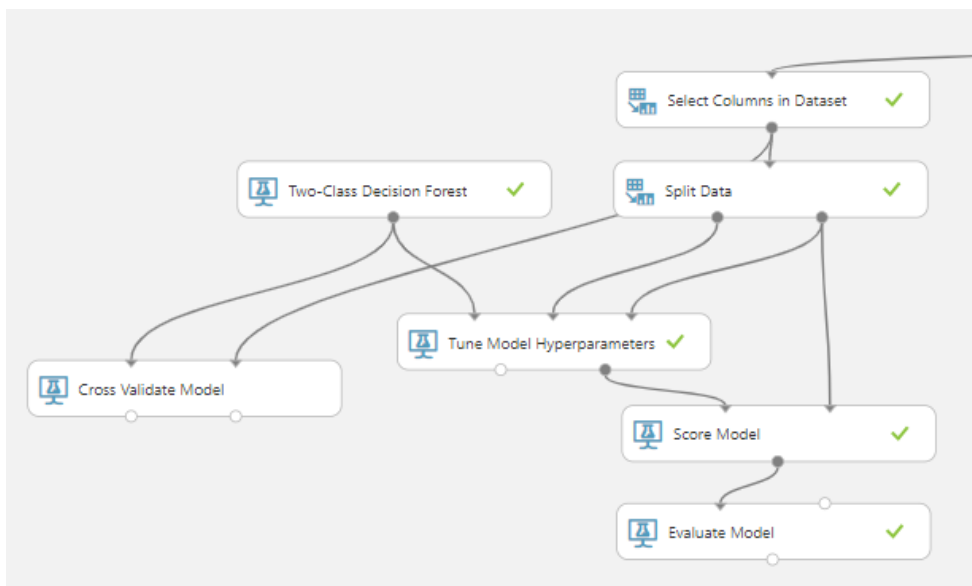 Select Columns in Dataset
Two-Class Decision Forest
Split Data
Tune Model Hyperparameters
Cross Validate Model
Score Model
Evaluate Model